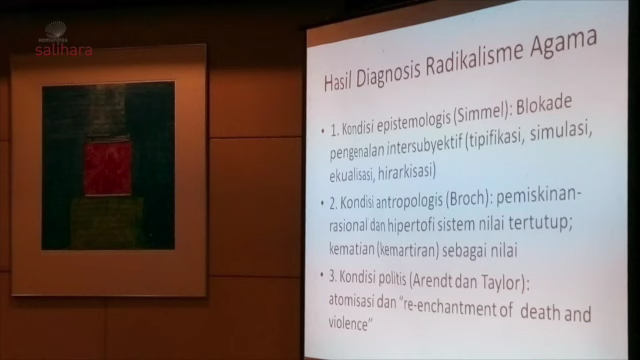 komunitas
salihara
Hasil Diagnosis Radikalisme Agama
• 1. Kondisi epistemologis (Simmel): Blokade
pengenalan intersubyektif (tipifikasi, simulasi,
ekualisasi, hirarkisasi)
• 2. Kondisi antropologis (Broch): pemiskinan-
rasional dan hipertofi sistem nilai tertutup;
kematian (kemartiran) sebagai nilai
• 3. Kondisi politis (Arendt dan Taylor):
atomisasi dan "re-enchantment of death and
violence"